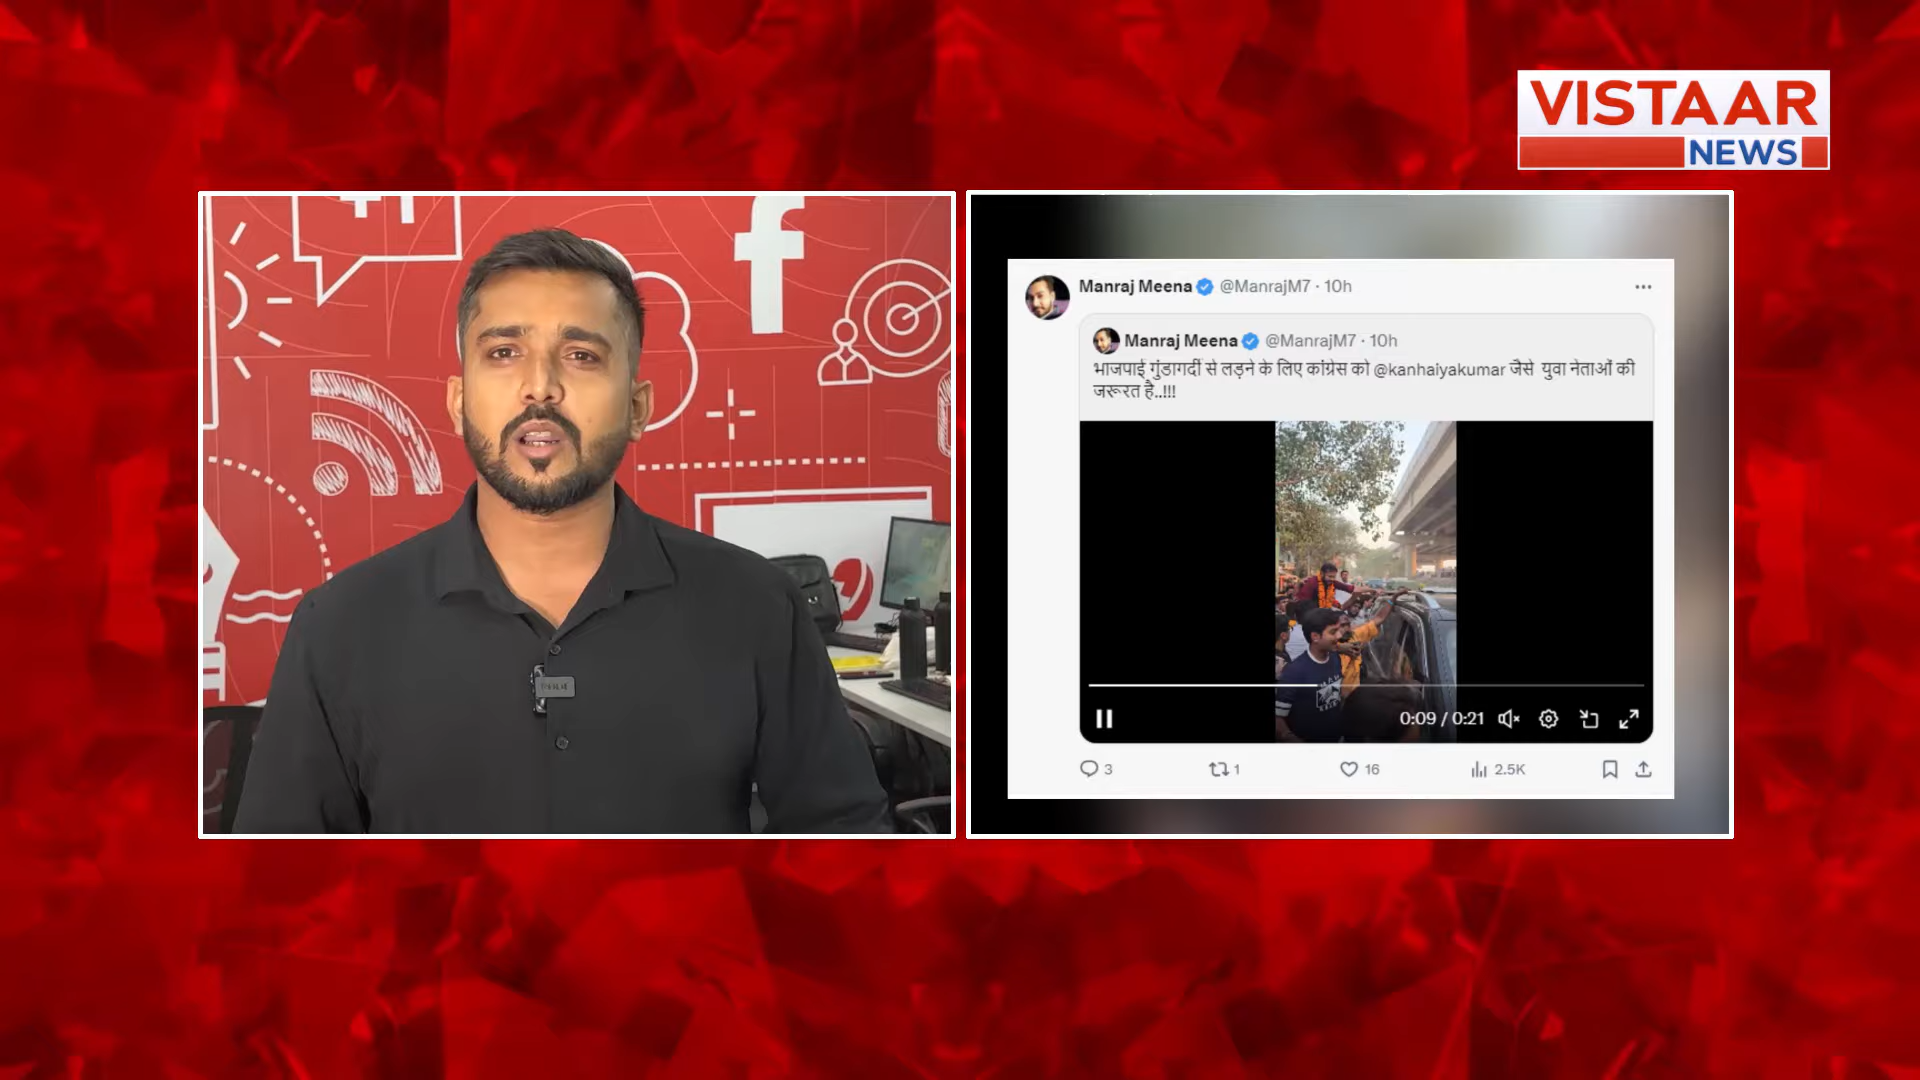 VISTAAR
NEWS
Manraj Meena @ManrajM7 · 10h
Manraj Meena @ManrajM7 · 10h
भाजपाई गुंडागर्दी से लड़ने के लिए कांग्रेस को @kanhaiyakumar जैसे युवा नेताओं की
जरूरत है..!!!
0:09 / 0:21
3 1 16 2.5K